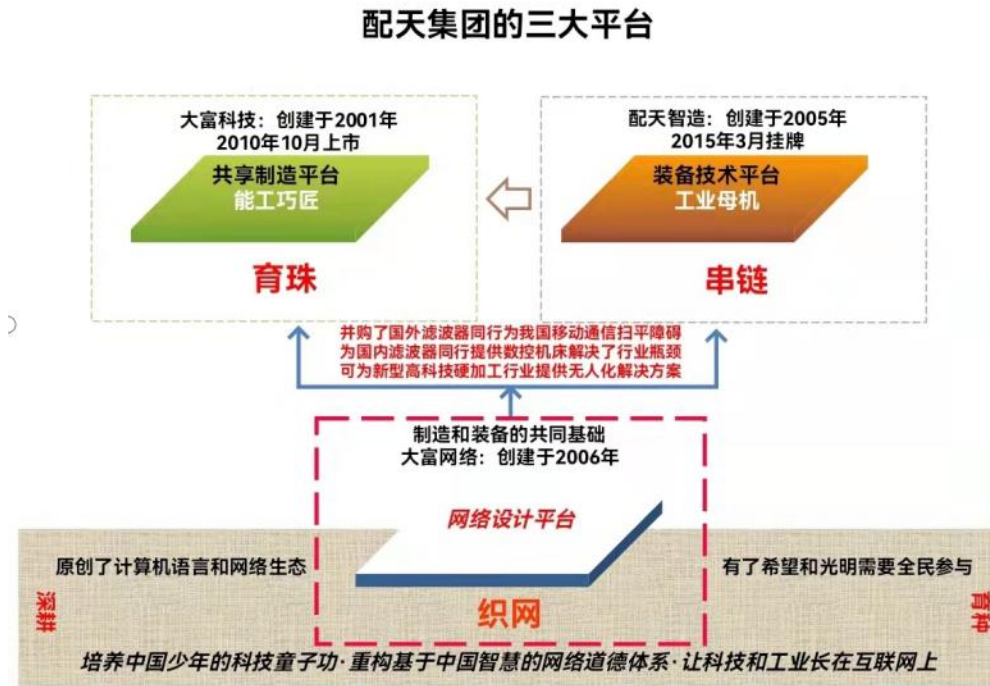 配天集团的三大平台
大富科技：创建于2001年
2010年10月上市
共享制造平台
能工巧匠
育珠
配天智造：创建于2005年
2015年3月挂牌
装备技术平台
工业母机
串链
并购了国外滤波器同行为我国移动通信扫平障碍
为国内滤波器同行提供数控机床解决了行业瓶颈
可为新型高科技硬加工行业提供无人化解决方案
制造和装备的共同基础
大富网络：创建于2006年
网络设计平台
织网
原创了计算机语言和网络生态
有了希望和光明需要全民参与
深耕
育种
培养中国少年的科技童子功·重构基于中国智慧的网络道德体系·让科技和工业长在互联网上